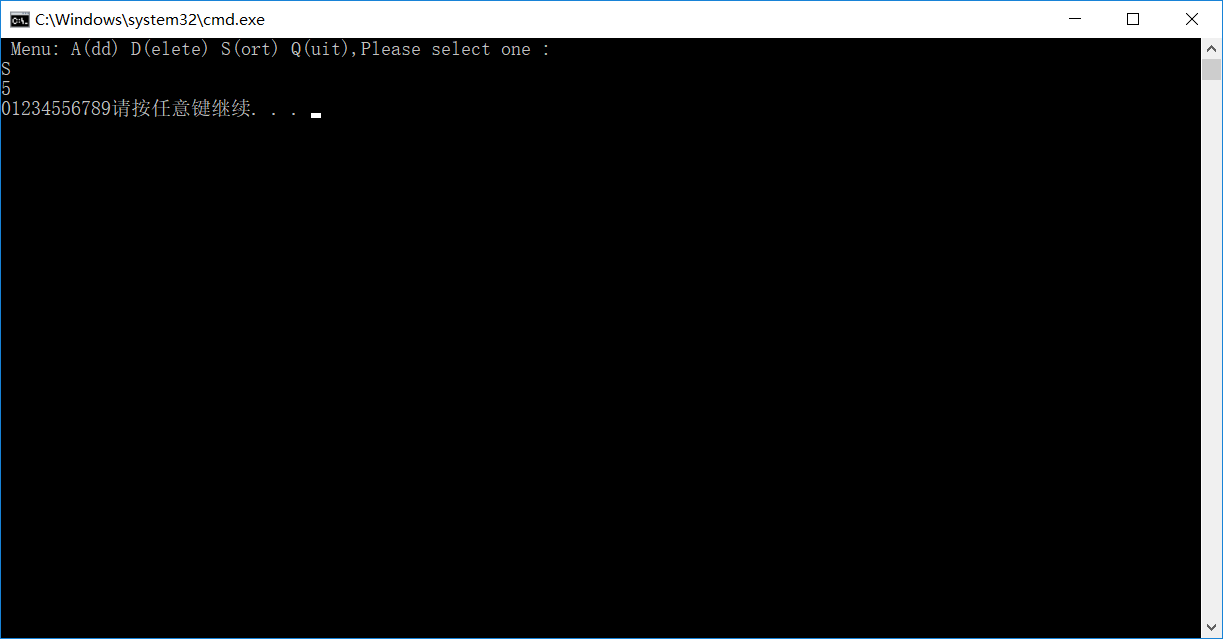 C:\Windows\system32\cmd.exe
Menu: A(dd) D(elete) S(ort) Q(uit),Please select one :
S
5
01234556789请按任意键继续. . .